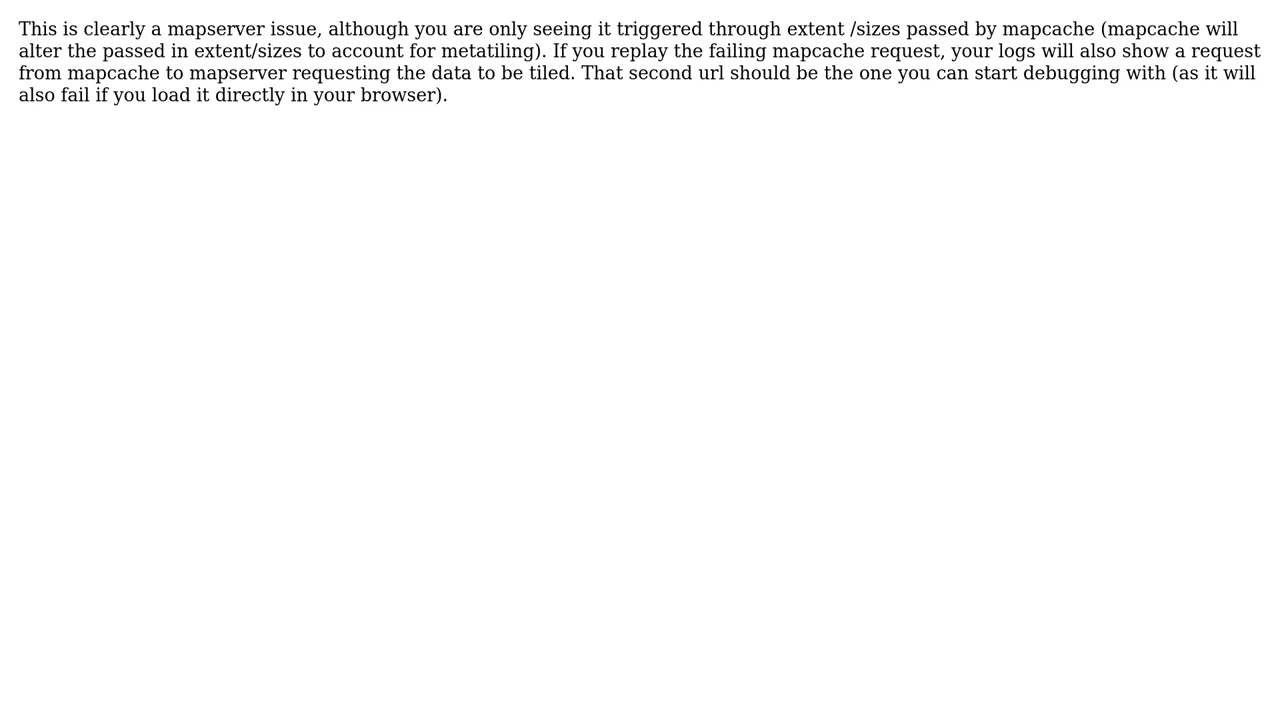 This is clearly a mapserver issue, although you are only seeing it triggered through extent /sizes passed by mapcache (mapcache will
alter the passed in extent/sizes to account for metatiling). If you replay the failing mapcache request, your logs will also show a request
from mapcache to mapserver requesting the data to be tiled. That second url should be the one you can start debugging with (as it will
also fail if you load it directly in your browser).